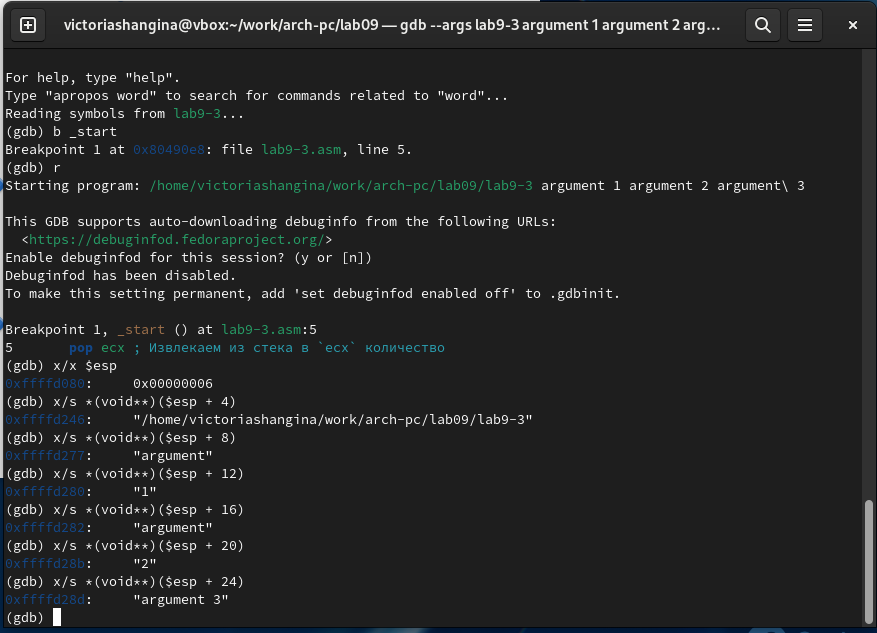 victoriashangina@vbox:~/work/arch-pc/lab09 — gdb --args lab9-3 argument 1 argument 2 arg...
For help, type "help".
Type "apropos word" to search for commands related to "word"...
Reading symbols from lab9-3...
(gdb) b _start
Breakpoint 1 at 0x80490e8: file lab9-3.asm, line 5.
(gdb) r
Starting program: /home/victoriashangina/work/arch-pc/lab09/lab9-3 argument 1 argument 2 argument\ 3
This GDB supports auto-downloading debuginfo from the following URLs:
<https://debuginfod.fedoraproject.org/>
Enable debuginfod for this session? (y or [n])
Debuginfod has been disabled.
To make this setting permanent, add 'set debuginfod enabled off' to .gdbinit.
Breakpoint 1, _start () at lab9-3.asm:5
5 pop ecx ; Извлекаем из стека в `ecx` количество
(gdb) x/x $esp
0xffffd080: 0x00000006
(gdb) x/s *(void**)($esp + 4)
0xffffd246: "/home/victoriashangina/work/arch-pc/lab09/lab9-3"
(gdb) x/s *(void**)($esp + 8)
0xffffd277: "argument"
(gdb) x/s *(void**)($esp + 12)
0xffffd280: "1"
(gdb) x/s *(void**)($esp + 16)
0xffffd282: "argument"
(gdb) x/s *(void**)($esp + 20)
0xffffd28b: "2"
(gdb) x/s *(void**)($esp + 24)
0xffffd28d: "argument 3"
(gdb)